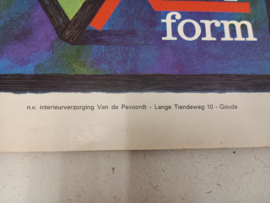 form
n.v. interieurverzorging Van de Pavoordt - Lange Tiendeweg 10 - Gouda